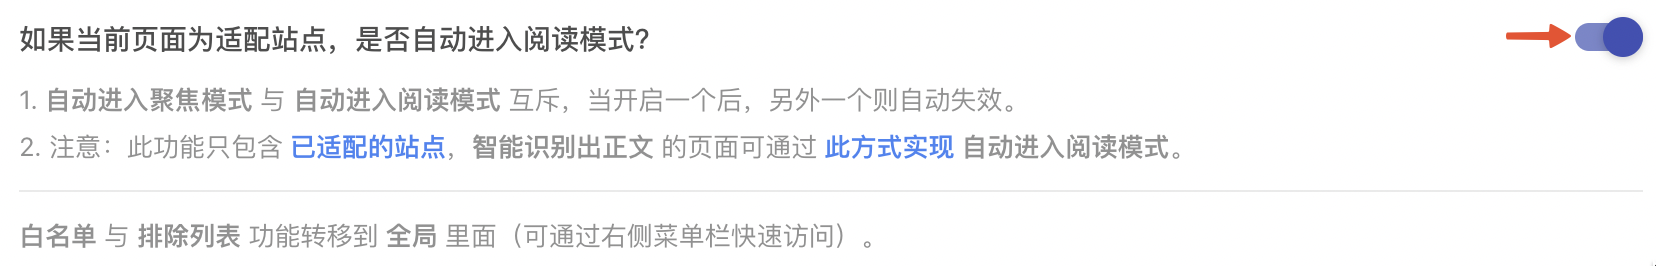 如果当前页面为适配站点，是否自动进入阅读模式?
1. 自动进入聚焦模式 与 自动进入阅读模式 互斥，当开启一个后，另外一个则自动失效。
2. 注意：此功能只包含 已适配的站点，智能识别出正文 的页面可通过 此方式实现 自动进入阅读模式。
白名单 与 排除列表 功能转移到 全局 里面（可通过右侧菜单栏快速访问）。